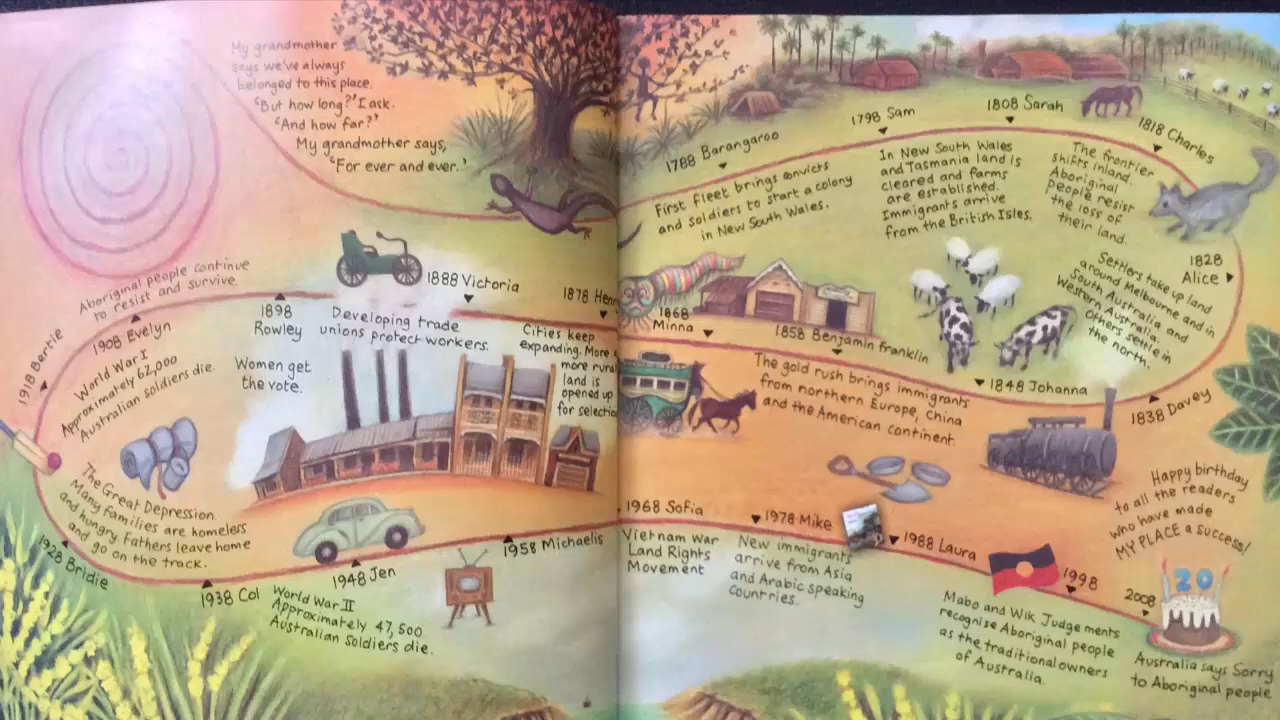 My grandmother
says we've always
belonged to this place.
'But how long?' I ask.
'And how far?'
My grandmother says,
'For ever and ever.'
1788 Barangaroo
First fleet brings convicts
and soldiers to start a colony
in New South Wales.
1798 Sam
In New South Wales
and Tasmania land is
cleared and farms
are established.
Immigrants arrive
from the British Isles.
1808 Sarah
1818 Charles
The frontier
shifts inland.
Aboriginal
People resist
the loss of
their land.
1828
Alice
Settlers take up land
around Melbourne and in
South Australia and
Western Australia.
Others settle in
the north.
1838 Davey
1848 Johanna
1858 Benjamin Franklin
The gold rush brings immigrants
from northern Europe, China
and the American continent.
1868
Minna
1878 Hen
Cities keep
expanding. More
more rural
land is
opened up
for selection
1888 Victoria
Developing trade
unions protect workers.
1898
Rowley
Women get
the vote.
Aboriginal people continue
to resist and survive.
1908 Evelyn
World War I
Approximately 62,000
Australian soldiers die.
1918 Bertie
The Great Depression.
Many families are homeless
and hungry. Fathers leave home
and go on the track.
1928 Bridie
1938 Col
World War II
Approximately 47,500
Australian Soldiers die.
1948 Jen
1958 Michaelis
1968 Sofia
Vietnam War
Land Rights
Movement
1978 Mike
New immigrants
arrive from Asia
and Arabic speaking
countries.
1988 Laura
1998
Mabo and Wik Judgements
recognise Aboriginal people
as the traditional owners
of Australia.
2008
Australia says Sorry
to Aboriginal people
Happy birthday
to all the readers
who have made
MY PLACE a success!
20